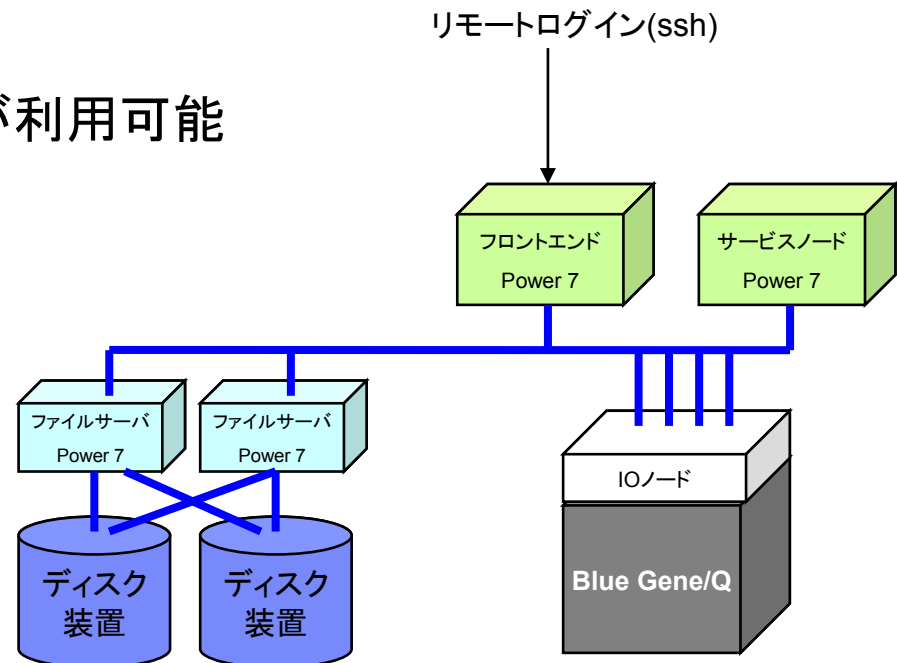 リモートログイン(ssh)
が利用可能
フロントエンド
Power 7
サービスノード
Power 7
ファイルサーバ
Power 7
ファイルサーバ
Power 7
IOノード
Blue Gene/Q
ディスク
装置
ディスク
装置